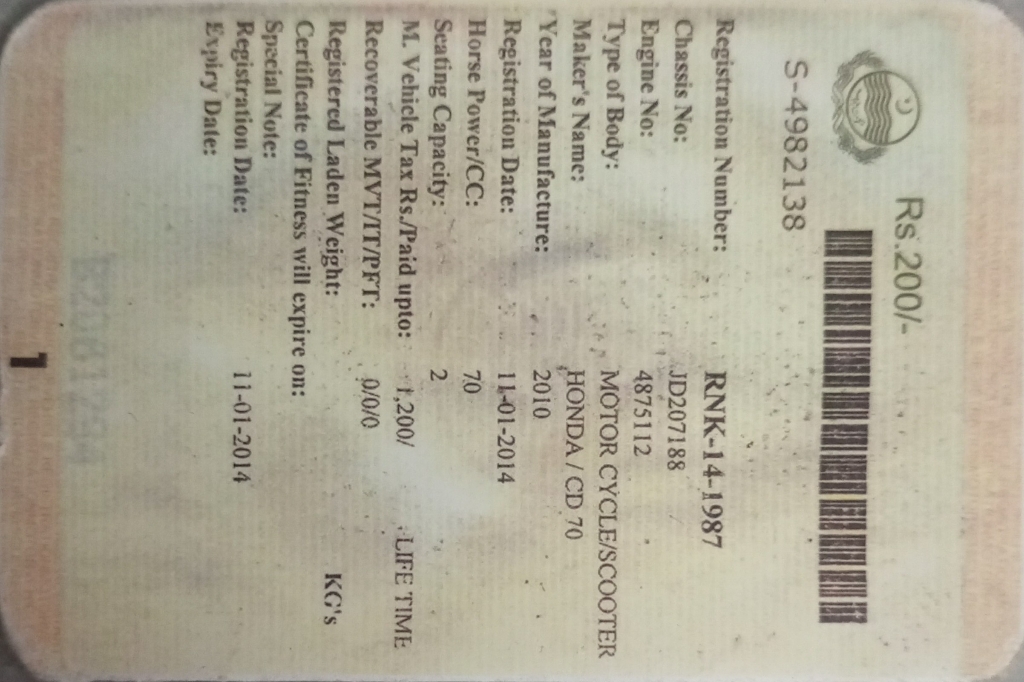 Rs.200/-
S-4982138
Registration Number: RNK-14-1987
Chassis No: JD207188
Engine No: 4875112
Type of Body: MOTOR CYCLE/SCOOTER
Maker's Name: HONDA / CD 70
Year of Manufacture: 2010
Registration Date: 11-01-2014
Horse Power/CC: 70
Seating Capacity: 2
M. Vehicle Tax Rs./Paid upto: 1,200/ LIFE TIME
Recoverable MVT/IT/PFT: 0/0/0
Registered Laden Weight: KG's
Certificate of Fitness will expire on:
Special Note:
Registration Date: 11-01-2014
Expiry Date:
1